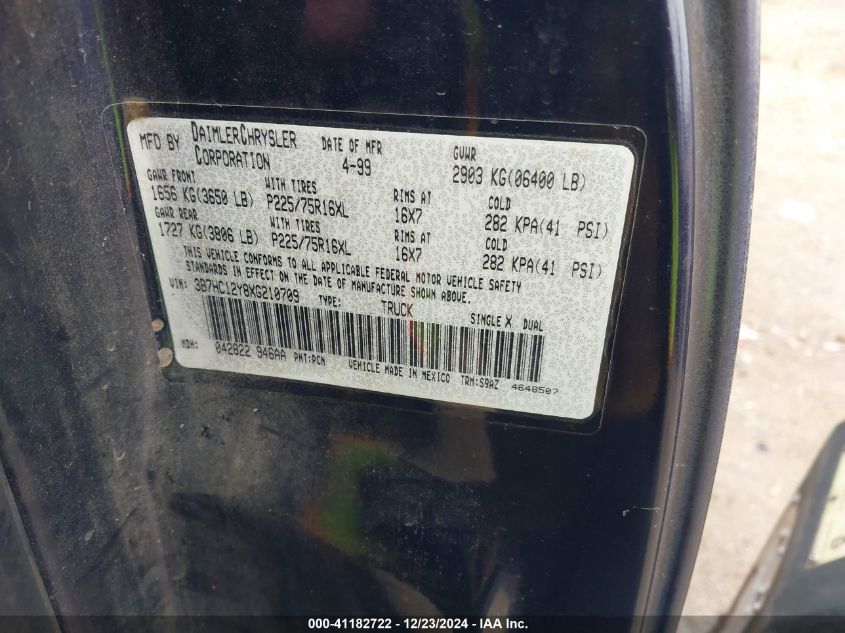 MFD BY DAIMLERCHRYSLER CORPORATION DATE OF MFR 4-99 GVWR 2903 KG(06400 LB)
GAWR FRONT WITH TIRES RIMS AT COLD
1656 KG(3650 LB) P225/75R16XL 16X7 282 KPA(41 PSI)
GAWR REAR WITH TIRES RIMS AT COLD
1727 KG(3806 LB) P225/75R16XL 16X7 282 KPA(41 PSI)
THIS VEHICLE CONFORMS TO ALL APPLICABLE FEDERAL MOTOR VEHICLE SAFETY
STANDARDS IN EFFECT ON THE DATE OF MANUFACTURE SHOWN ABOVE.
VIN: 3B7HC12Y8XG210709 TYPE: TRUCK SINGLE X DUAL
MDH: 042822 946AA PNT:PCN VEHICLE MADE IN MEXICO TRM:S9AZ 4648507
000-41182722 - 12/23/2024 - IAA Inc.